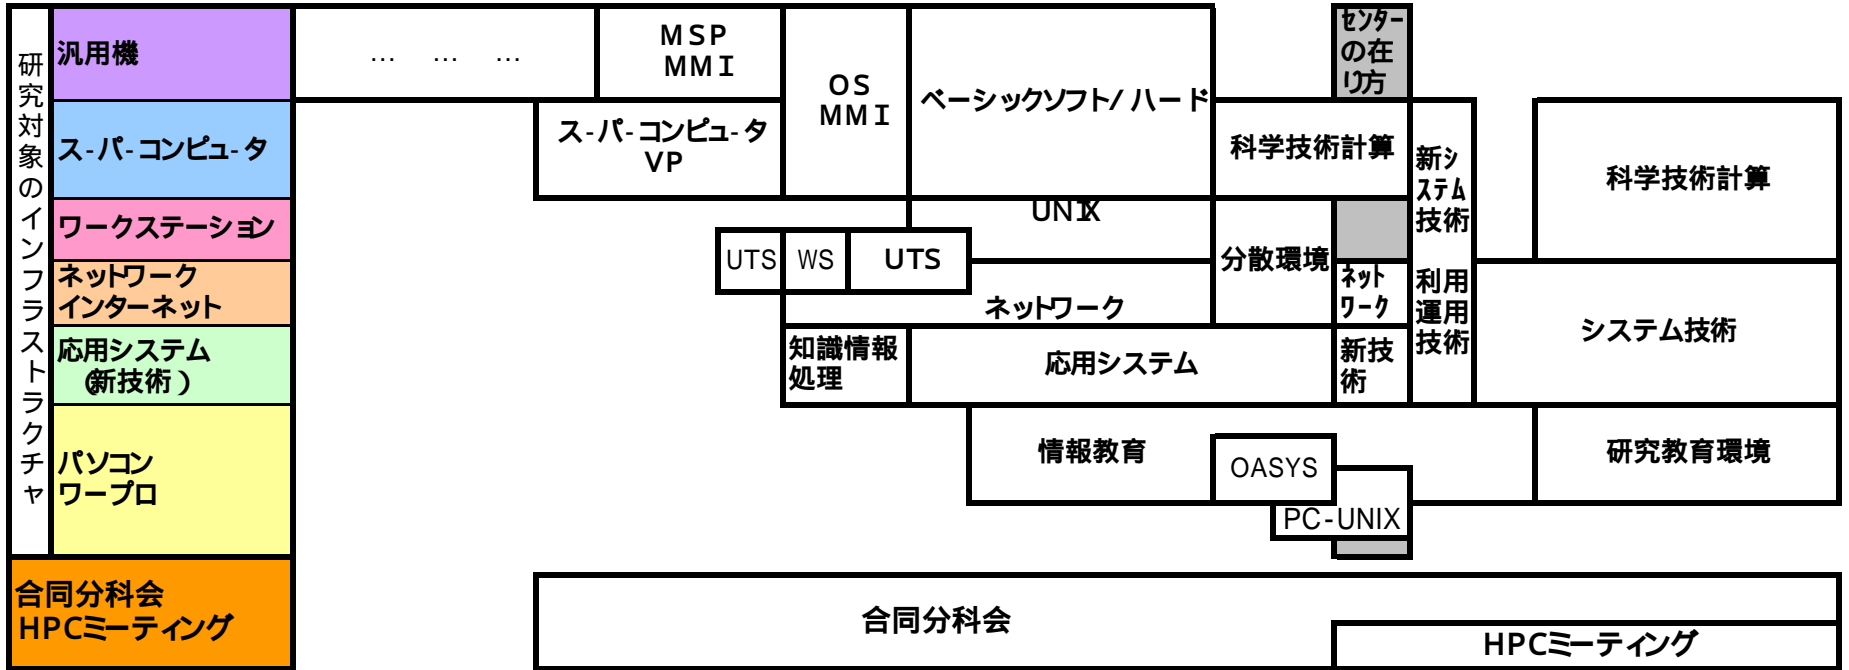 研究対象のインフラストラクチャ
汎用機
… … …
MSP
MMI
OS
MMI
ベーシックソフト/ハード
センター
の在
り方
ス-パ-コンピュ-タ
ス-パ-コンピュ-タ
VP
科学技術計算
新シ
ステム
技術
利用
運用
技術
科学技術計算
ワークステーション
UNIX
UTS
WS
UTS
分散環境
ネットワーク
インターネット
ネットワーク
ネット
ワーク
システム技術
応用システム
(新技術)
知識情報
処理
応用システム
新技
術
パソコン
ワープロ
情報教育
OASYS
PC-UNIX
研究教育環境
合同分科会
HPCミーティング
合同分科会
HPCミーティング